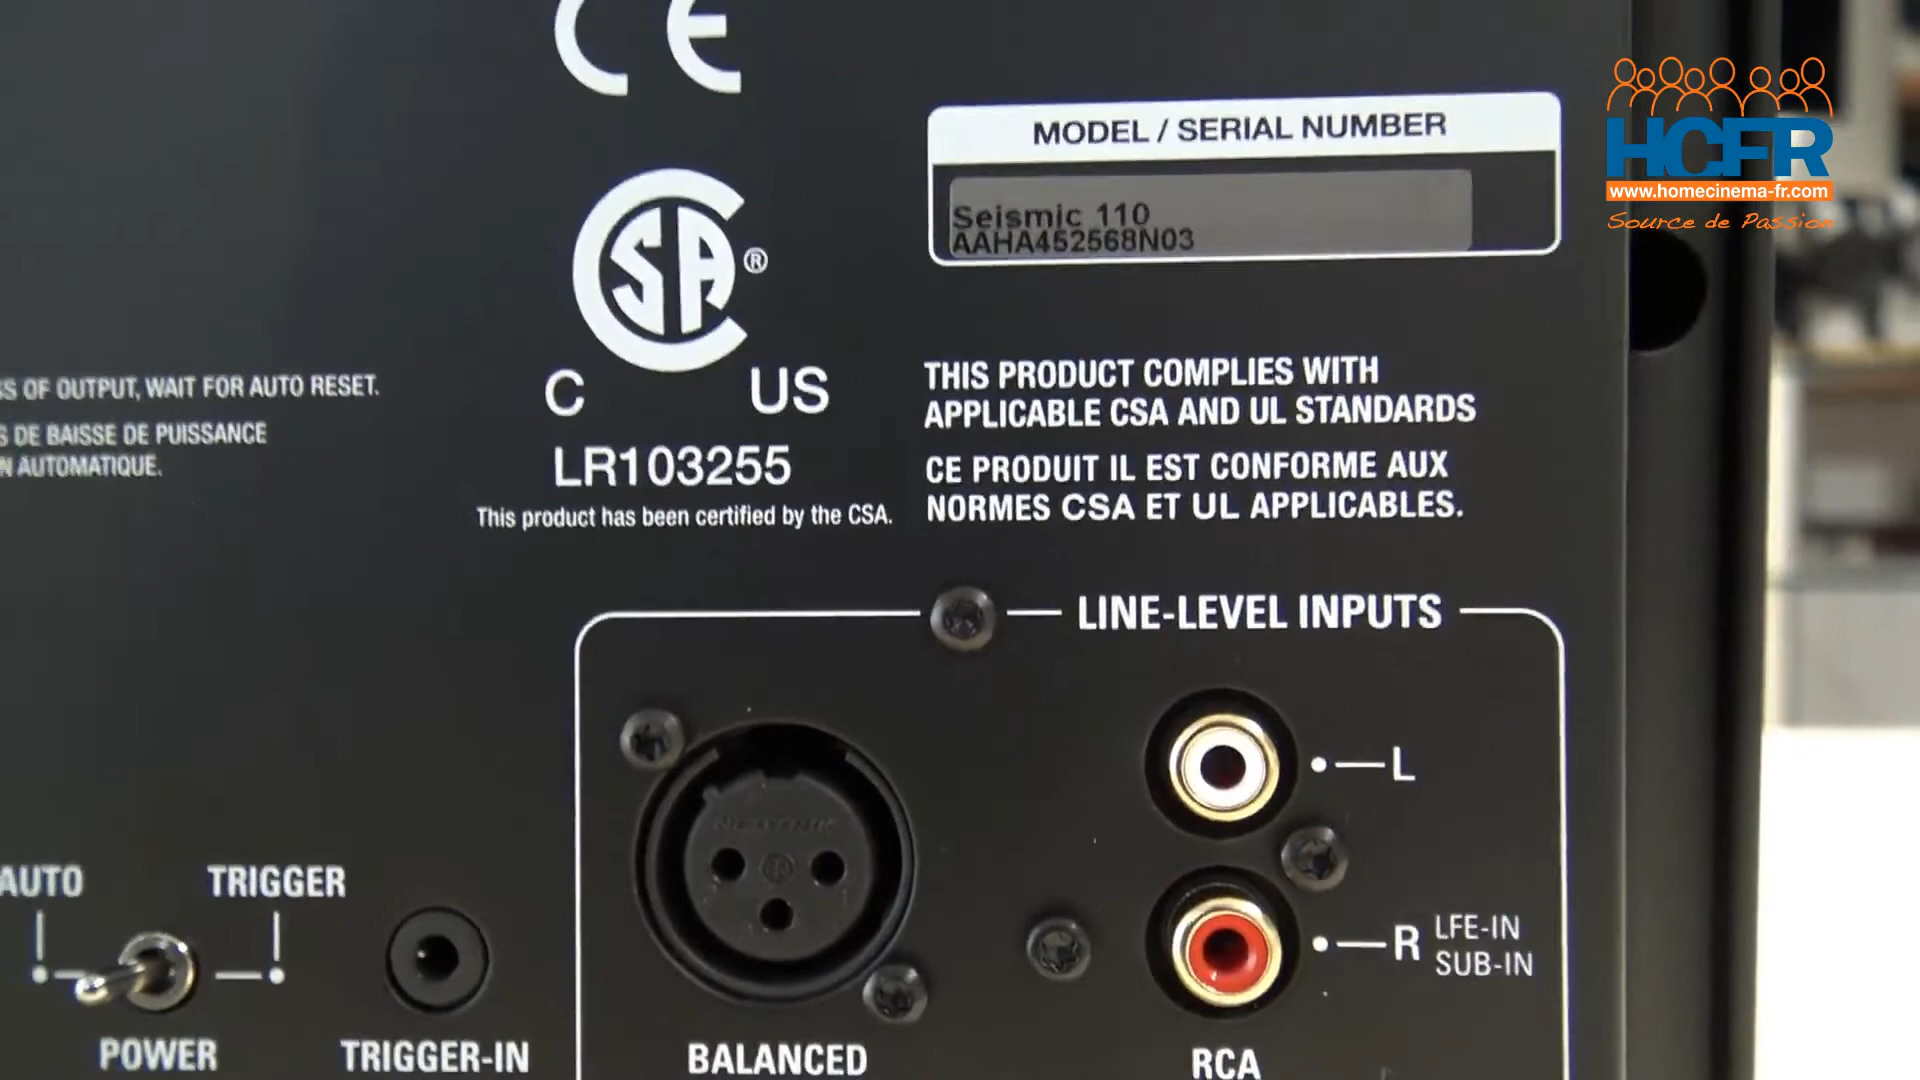 CE
MODEL / SERIAL NUMBER
Seismic 110
AAHA452568N03
HCFR
www.homecinema-fr.com
Source de Passion
CSA®
C US
LR103255
This product has been certified by the CSA.
OF OUTPUT, WAIT FOR AUTO RESET.
DE BAISSE DE PUISSANCE
AUTOMATIQUE.
THIS PRODUCT COMPLIES WITH
APPLICABLE CSA AND UL STANDARDS
CE PRODUIT IL EST CONFORME AUX
NORMES CSA ET UL APPLICABLES.
LINE-LEVEL INPUTS
NEUTRIK
L
R LFE-IN
SUB-IN
AUTO
TRIGGER
POWER
TRIGGER-IN
BALANCED
RCA